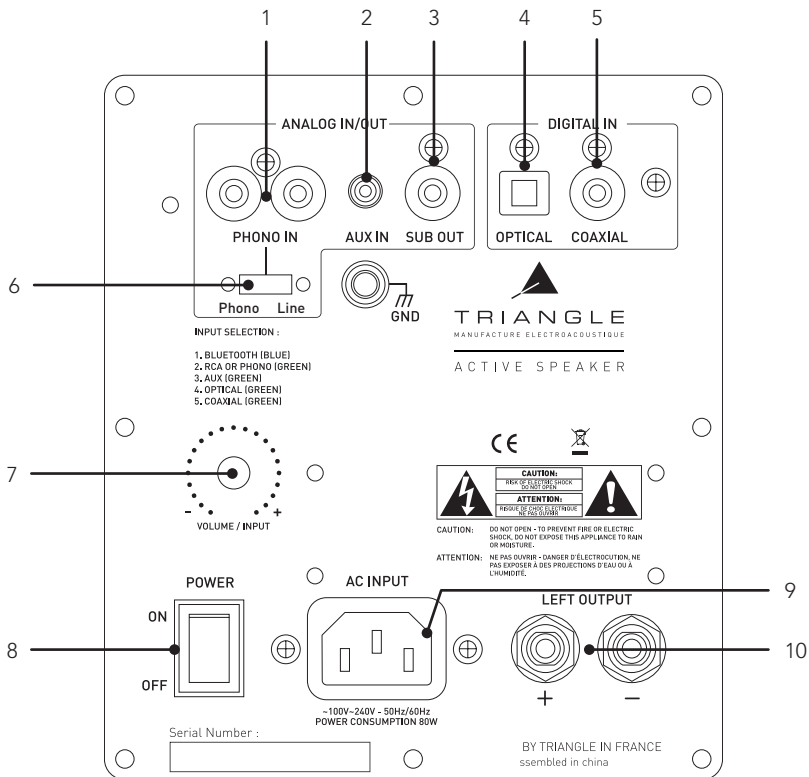 1 2 3 4 5
ANALOG IN/OUT
DIGITAL IN
PHONO IN
AUX IN
SUB OUT
OPTICAL
COAXIAL
6
Phono Line
GND
INPUT SELECTION :
1. BLUETOOTH (BLUE)
2. RCA OR PHONO (GREEN)
3. AUX (GREEN)
4. OPTICAL (GREEN)
5. COAXIAL (GREEN)
TRIANGLE
MANUFACTURE ELECTROACOUSTIQUE
ACTIVE SPEAKER
7
- +
VOLUME / INPUT
CE
CAUTION:
RISK OF ELECTRIC SHOCK
DO NOT OPEN
ATTENTION:
RISQUE DE CHOC ELECTRIQUE
NE PAS OUVRIR
CAUTION: DO NOT OPEN - TO PREVENT FIRE OR ELECTRIC
SHOCK, DO NOT EXPOSE THIS APPLIANCE TO RAIN
OR MOISTURE.
ATTENTION: NE PAS OUVRIR - DANGER D'ÉLECTROCUTION, NE
PAS EXPOSER À DES PROJECTIONS D'EAU OU À
L'HUMIDITÉ.
POWER
ON
OFF
8
AC INPUT
9
~100V~240V - 50Hz/60Hz
POWER CONSUMPTION 80W
LEFT OUTPUT
10
+ −
Serial Number :
BY TRIANGLE IN FRANCE
ssembled in china